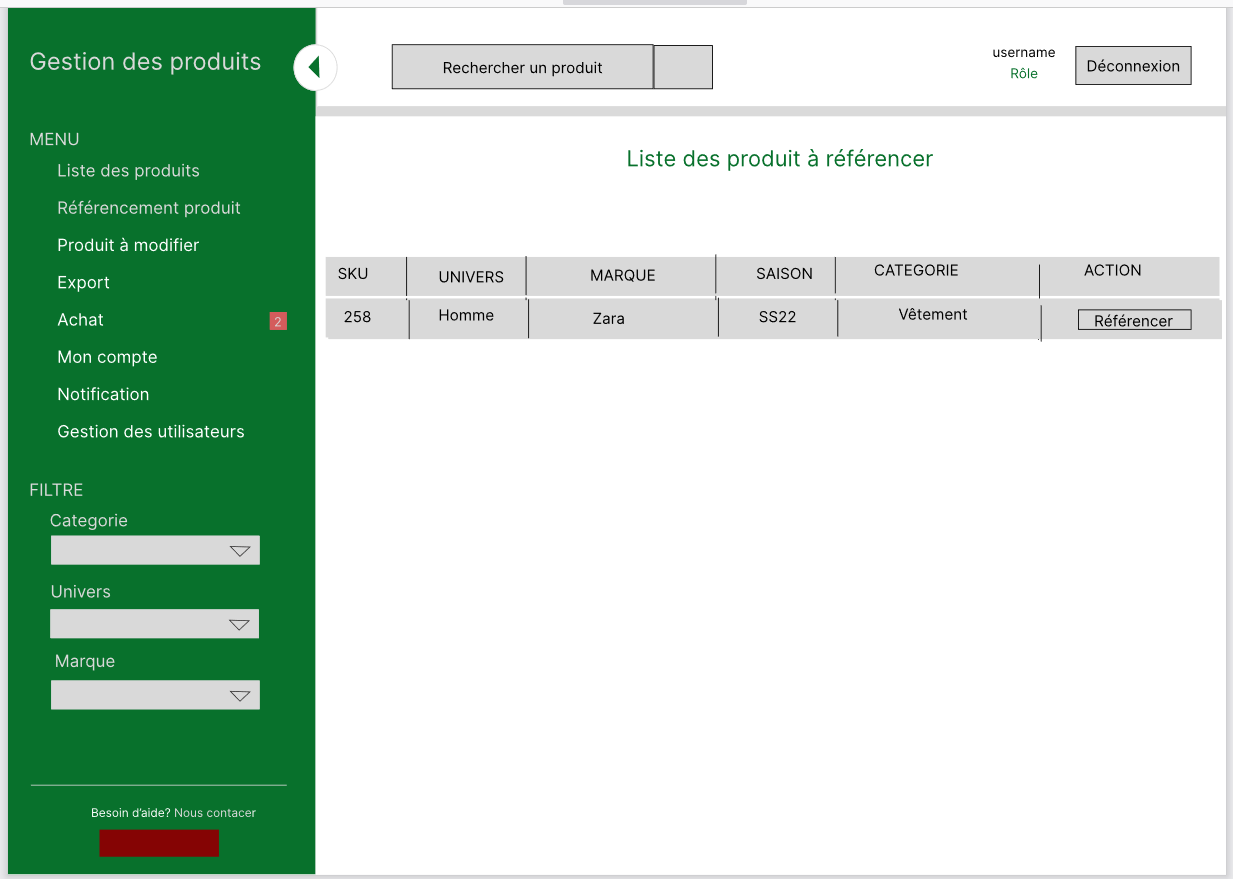 Gestion des produits
Rechercher un produit
username
Rôle
Déconnexion
MENU
Liste des produits
Référencement produit
Produit à modifier
Export
Achat
2
Mon compte
Notification
Gestion des utilisateurs
FILTRE
Categorie
Univers
Marque
Besoin d'aide? Nous contacer
Liste des produit à référencer
SKU UNIVERS MARQUE SAISON CATEGORIE ACTION
258 Homme Zara SS22 Vêtement Référencer